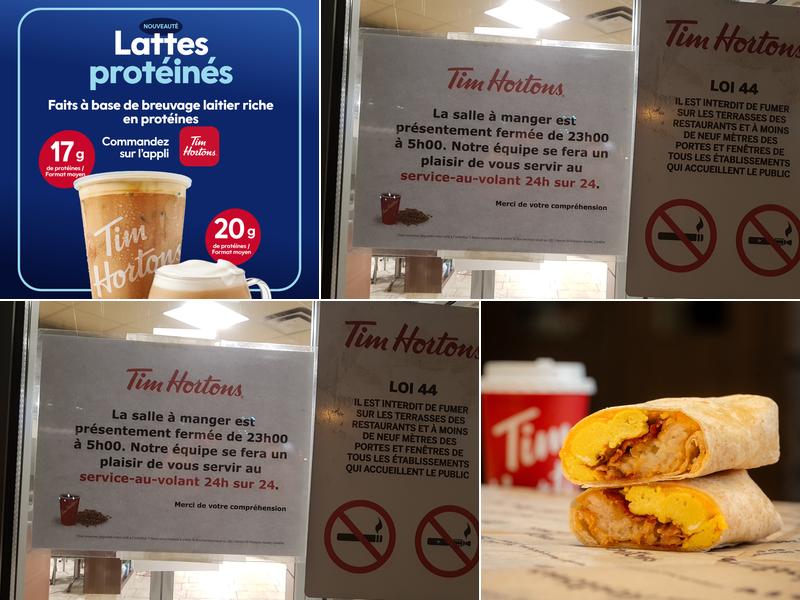 NOUVEAUTÉ
Lattes
protéinés
Faits à base de breuvage laitier riche
en protéines
17 g
de protéines /
Format moyen
Commandez
sur l'appli
Tim
Hortons
Tim
Hortons
20 g
de protéines /
Format moyen
Tim Hortons
La salle à manger est
présentement fermée de 23h00
à 5h00. Notre équipe se fera un
plaisir de vous servir au
service-au-volant 24h sur 24.
Merci de votre compréhension
Tim Hortons
LOI 44
IL EST INTERDIT DE FUMER
SUR LES TERRASSES DES
RESTAURANTS ET À MOINS
DE NEUF MÈTRES DES
PORTES ET FENÊTRES DE
TOUS LES ÉTABLISSEMENTS
QUI ACCUEILLENT LE PUBLIC
Tim Hortons
La salle à manger est
présentement fermée de 23h00
à 5h00. Notre équipe se fera un
plaisir de vous servir au
service-au-volant 24h sur 24.
Merci de votre compréhension
Tim Hortons
LOI 44
IL EST INTERDIT DE FUMER
SUR LES TERRASSES DES
RESTAURANTS ET À MOINS
DE NEUF MÈTRES DES
PORTES ET FENÊTRES DE
TOUS LES ÉTABLISSEMENTS
QUI ACCUEILLENT LE PUBLIC
Tim